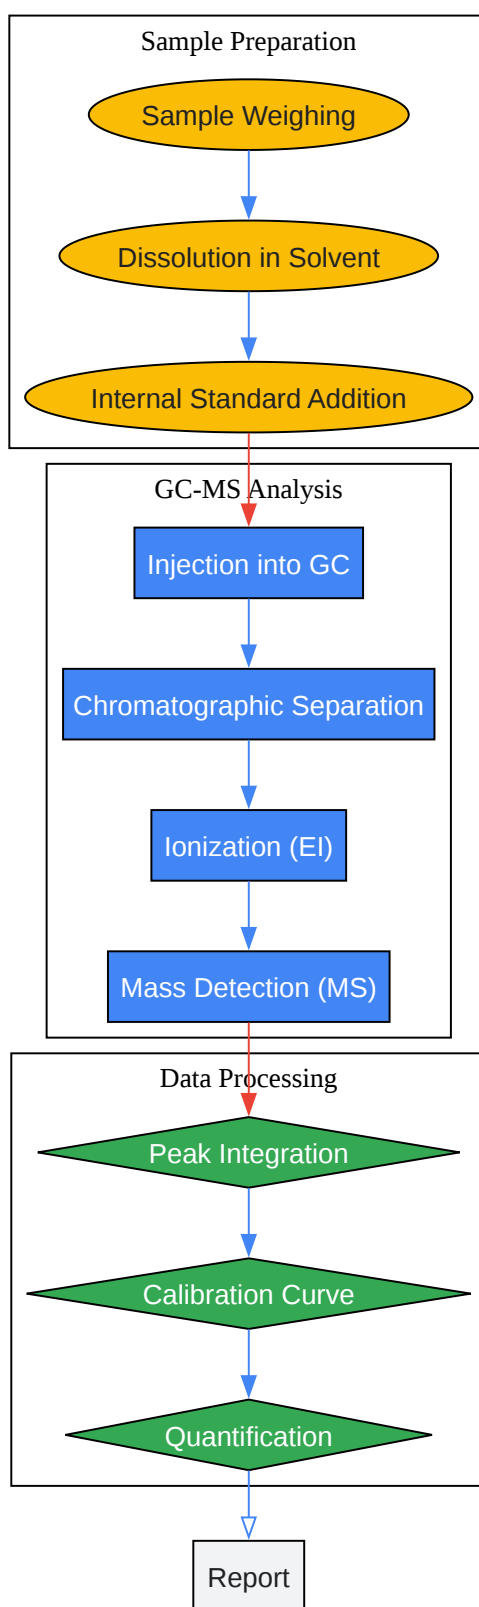 Sample Preparation
Sample Weighing
Dissolution in Solvent
Internal Standard Addition
GC-MS Analysis
Injection into GC
Chromatographic Separation
Ionization (EI)
Mass Detection (MS)
Data Processing
Peak Integration
Calibration Curve
Quantification
Report